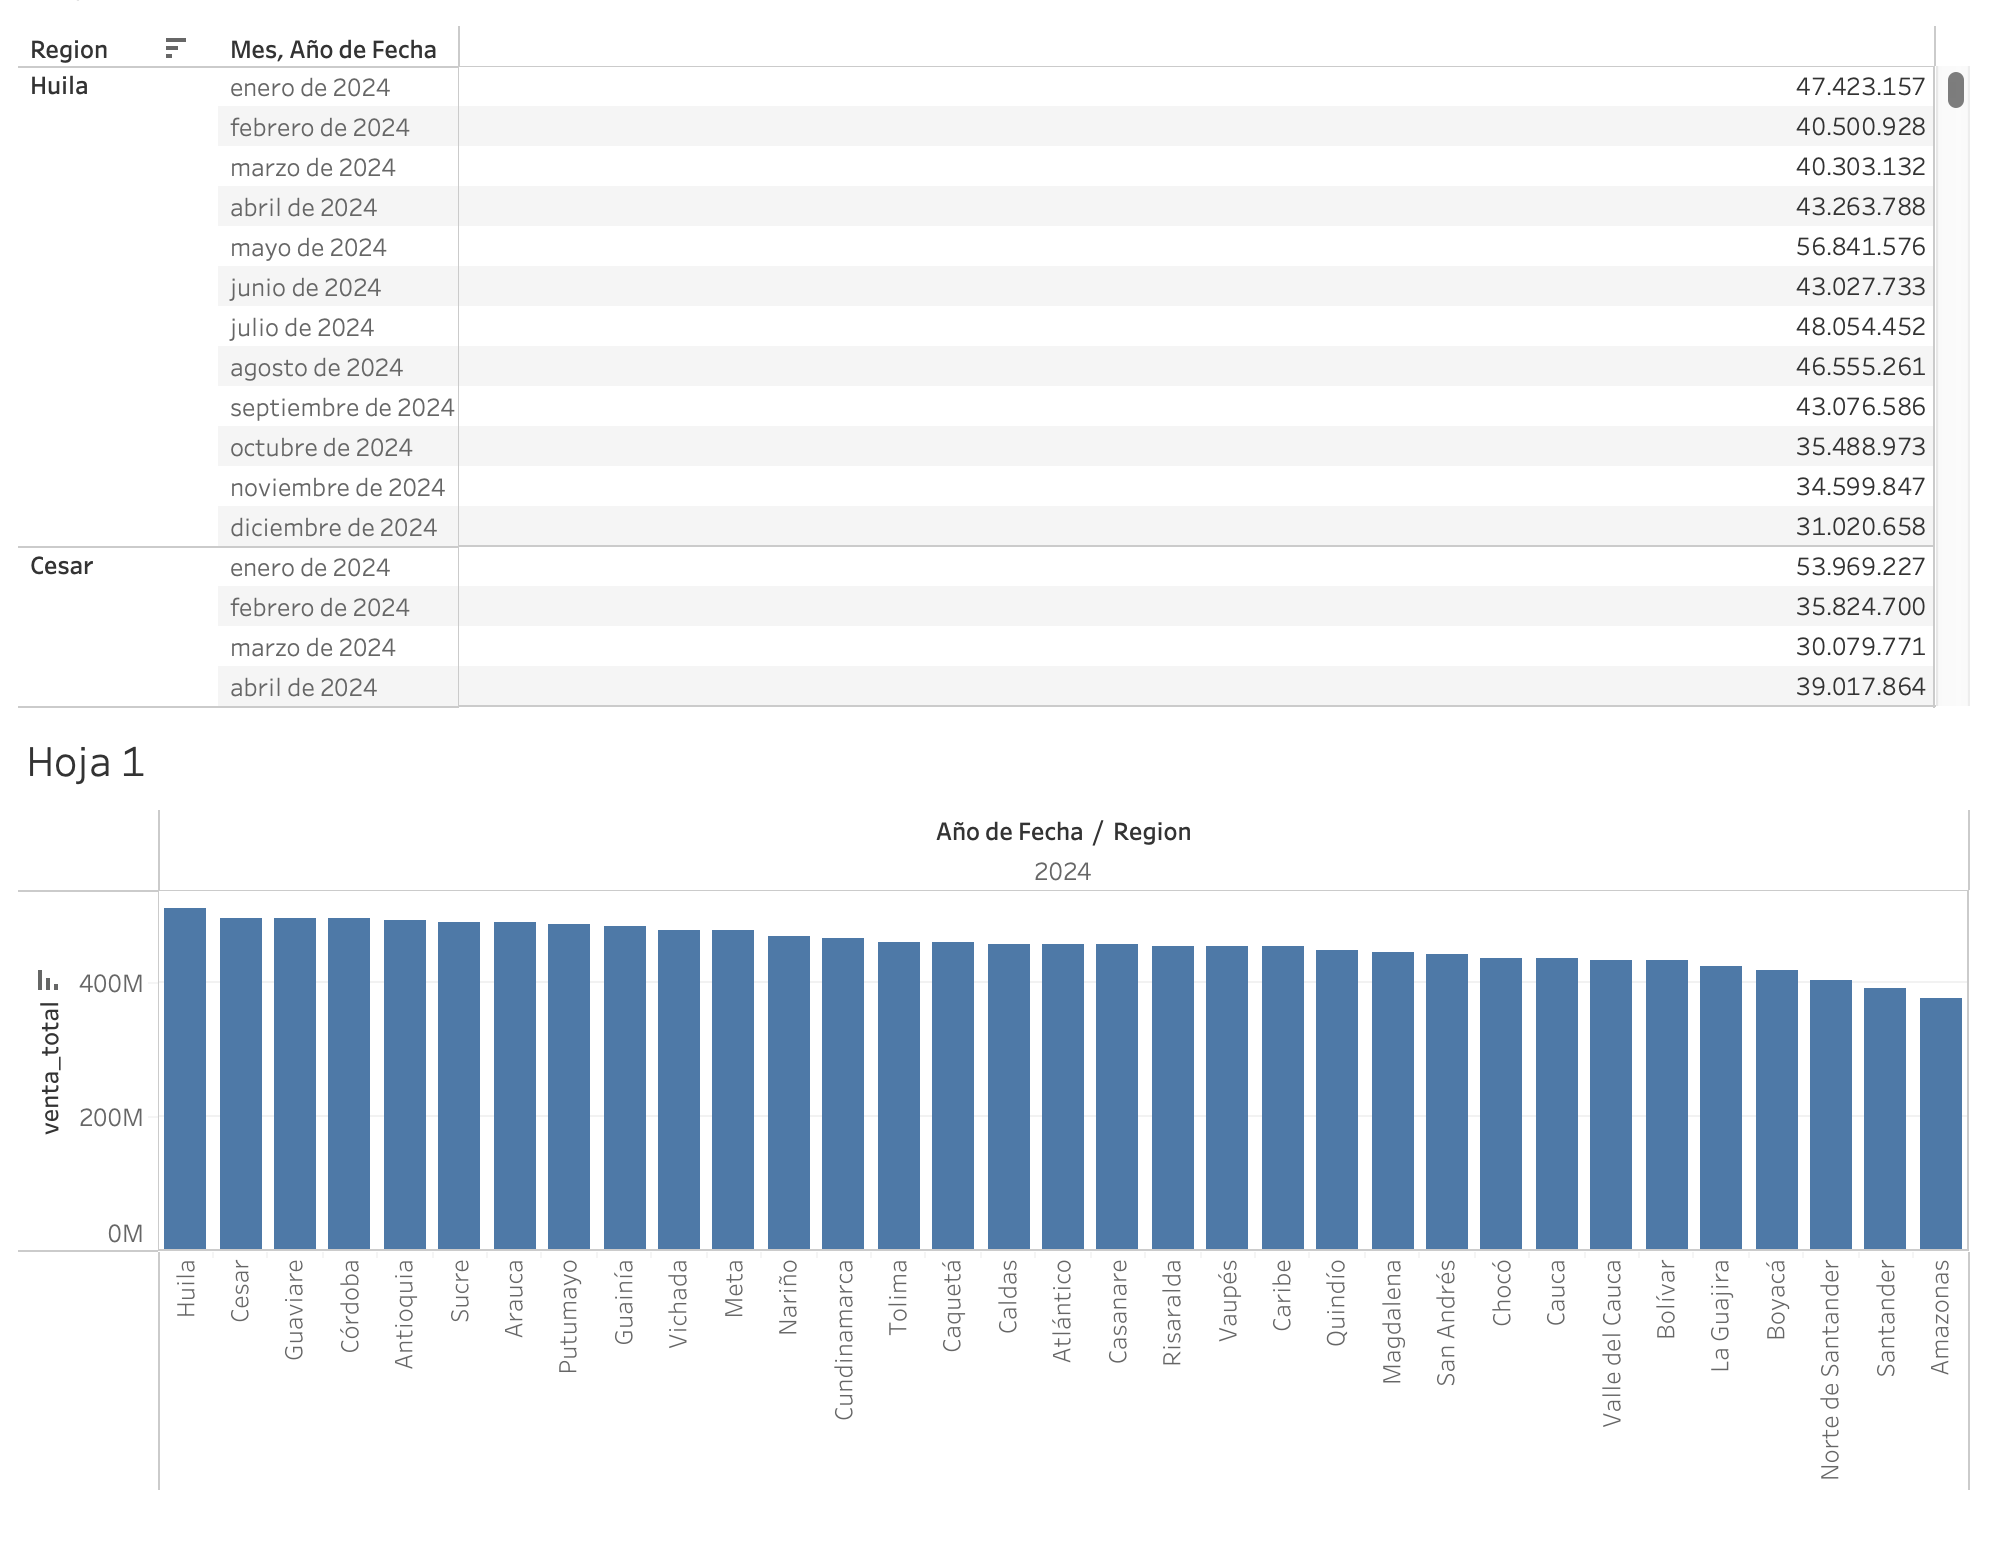 Region Mes, Año de Fecha
Huila enero de 2024 47.423.157
febrero de 2024 40.500.928
marzo de 2024 40.303.132
abril de 2024 43.263.788
mayo de 2024 56.841.576
junio de 2024 43.027.733
julio de 2024 48.054.452
agosto de 2024 46.555.261
septiembre de 2024 43.076.586
octubre de 2024 35.488.973
noviembre de 2024 34.599.847
diciembre de 2024 31.020.658
Cesar enero de 2024 53.969.227
febrero de 2024 35.824.700
marzo de 2024 30.079.771
abril de 2024 39.017.864
Hoja 1
Año de Fecha / Region
2024
venta_total
400M
200M
0M
Huila
Cesar
Guaviare
Córdoba
Antioquia
Sucre
Arauca
Putumayo
Guainía
Vichada
Meta
Nariño
Cundinamarca
Tolima
Caquetá
Caldas
Atlántico
Casanare
Risaralda
Vaupés
Caribe
Quindío
Magdalena
San Andrés
Chocó
Cauca
Valle del Cauca
Bolívar
La Guajira
Boyacá
Norte de Santander
Santander
Amazonas